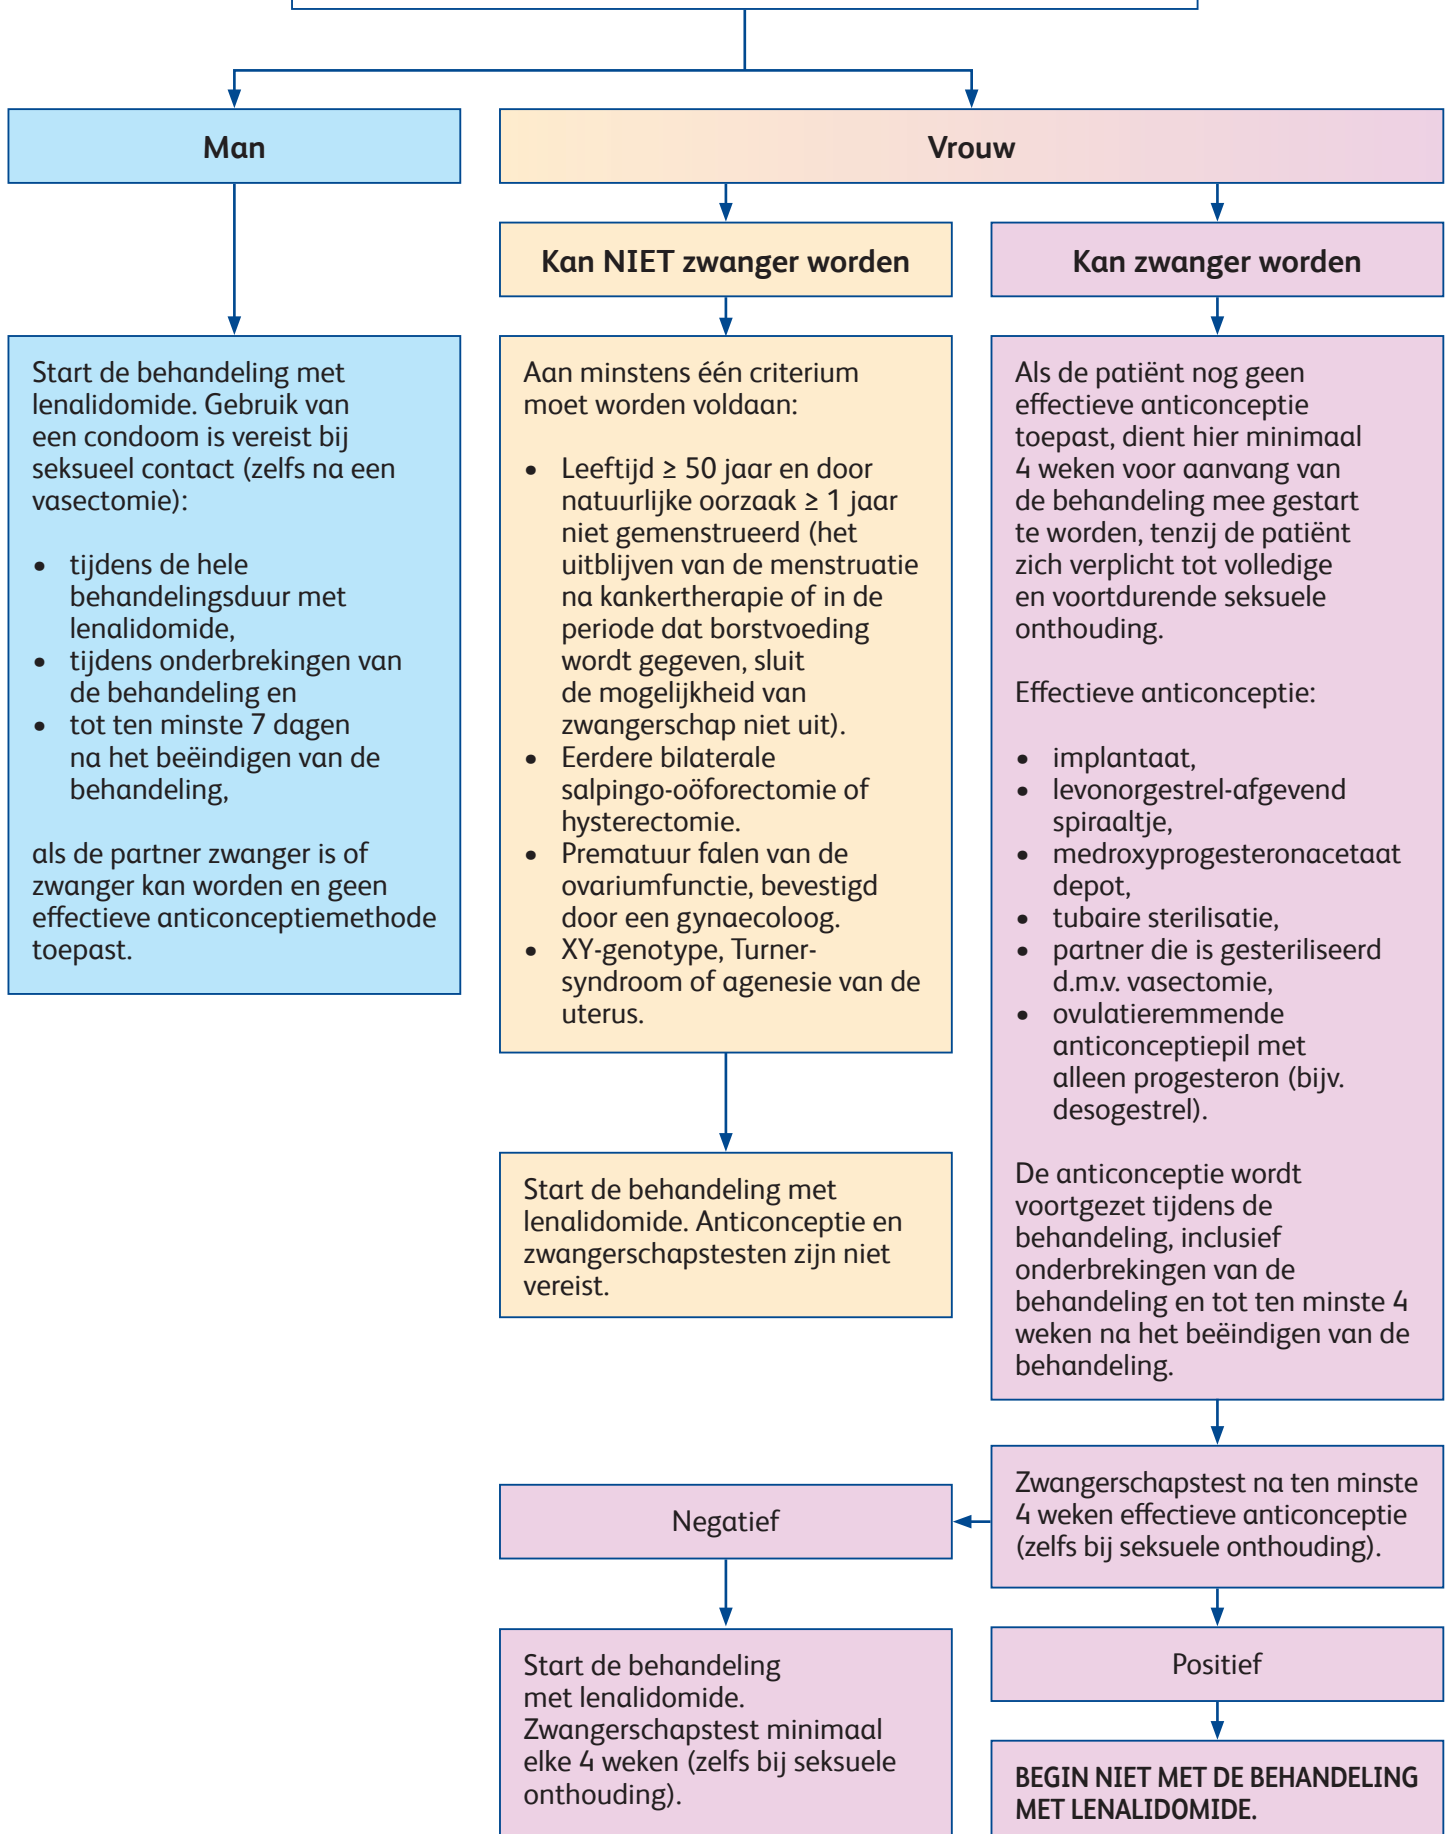 Man
Vrouw
Kan NIET zwanger worden
Kan zwanger worden
Start de behandeling met
lenalidomide. Gebruik van
een condoom is vereist bij
seksueel contact (zelfs na een
vasectomie):
• tijdens de hele
behandelingsduur met
lenalidomide,
• tijdens onderbrekingen van
de behandeling en
• tot ten minste 7 dagen
na het beëindigen van de
behandeling,
als de partner zwanger is of
zwanger kan worden en geen
effectieve anticonceptiemethode
toepast.
Aan minstens één criterium
moet worden voldaan:
• Leeftijd ≥ 50 jaar en door
natuurlijke oorzaak ≥ 1 jaar
niet gemenstrueerd (het
uitblijven van de menstruatie
na kankertherapie of in de
periode dat borstvoeding
wordt gegeven, sluit
de mogelijkheid van
zwangerschap niet uit).
• Eerdere bilaterale
salpingo-oöforectomie of
hysterectomie.
• Prematuur falen van de
ovariumfunctie, bevestigd
door een gynaecoloog.
• XY-genotype, Turner-
syndroom of agenesie van de
uterus.
Start de behandeling met
lenalidomide. Anticonceptie en
zwangerschapstesten zijn niet
vereist.
Als de patiënt nog geen
effectieve anticonceptie
toepast, dient hier minimaal
4 weken voor aanvang van
de behandeling mee gestart
te worden, tenzij de patiënt
zich verplicht tot volledige
en voortdurende seksuele
onthouding.
Effectieve anticonceptie:
• implantaat,
• levonorgestrel-afgevend
spiraaltje,
• medroxyprogesteronacetaat
depot,
• tubaire sterilisatie,
• partner die is gesteriliseerd
d.m.v. vasectomie,
• ovulatieremmende
anticonceptiepil met
alleen progesteron (bijv.
desogestrel).
De anticonceptie wordt
voortgezet tijdens de
behandeling, inclusief
onderbrekingen van de
behandeling en tot ten minste 4
weken na het beëindigen van de
behandeling.
Zwangerschapstest na ten minste
4 weken effectieve anticonceptie
(zelfs bij seksuele onthouding).
Negatief
Start de behandeling
met lenalidomide.
Zwangerschapstest minimaal
elke 4 weken (zelfs bij seksuele
onthouding).
Positief
BEGIN NIET MET DE BEHANDELING
MET LENALIDOMIDE.